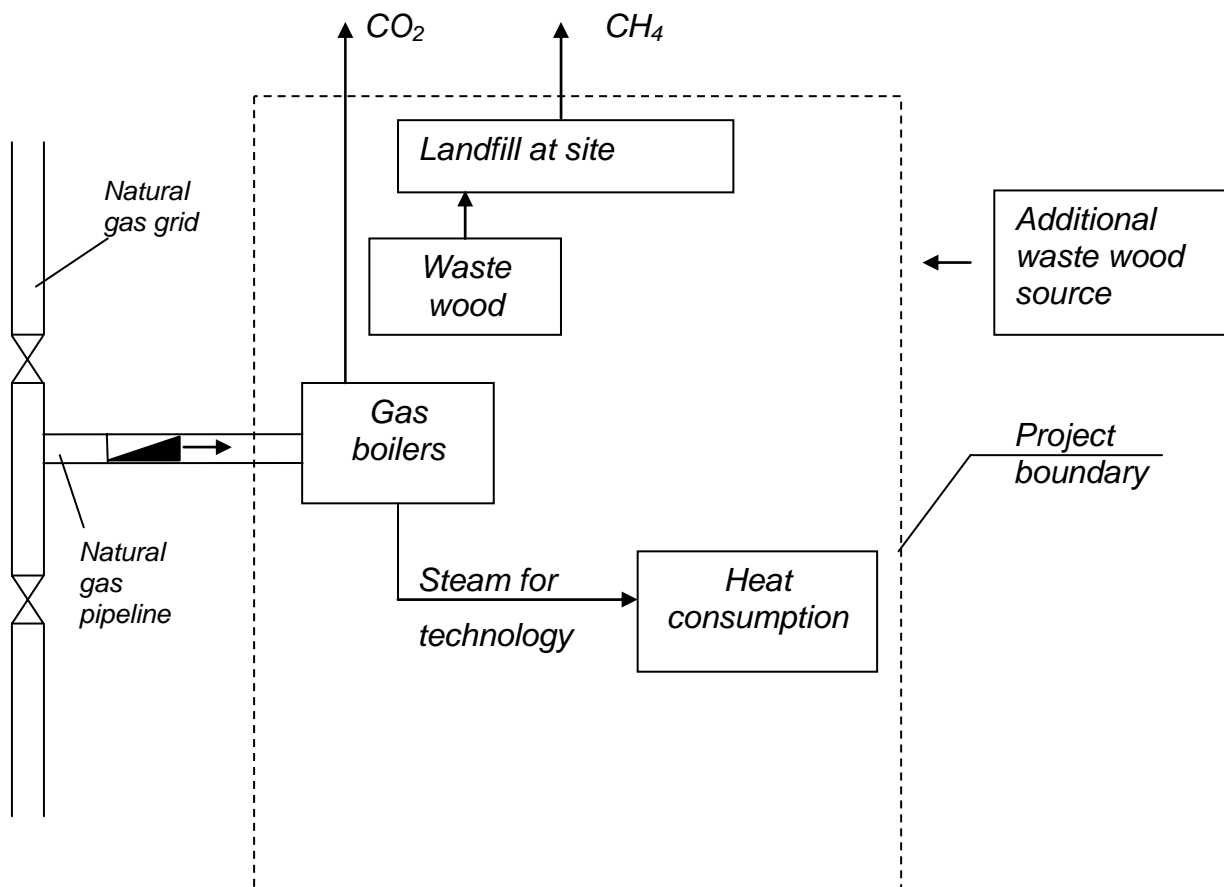 CO₂
CH₄
Landfill at site
Natural
gas grid
Waste
wood
Additional
waste wood
source
Gas
boilers
Project
boundary
Natural
gas
pipeline
Steam for
technology
Heat
consumption